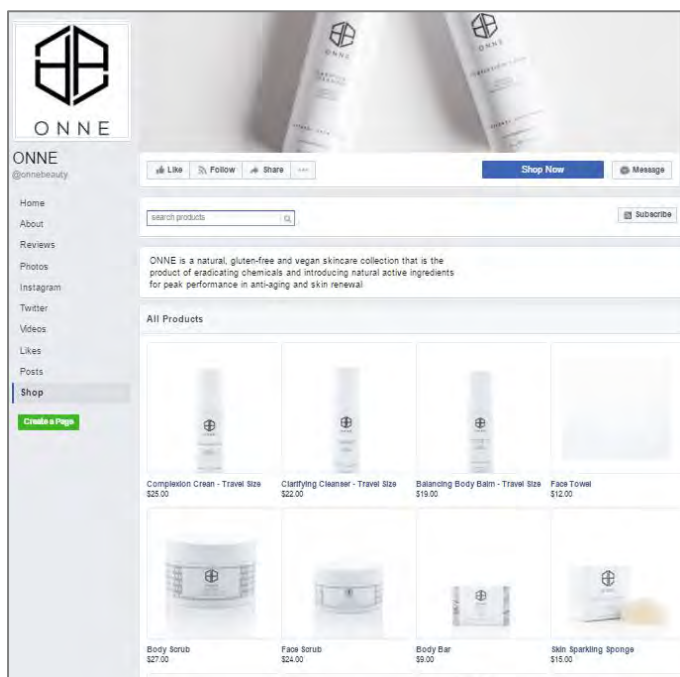 ONNE
ONNE
ONNE
ONNE
@onnebeauty
Like Follow Share ...
Shop Now
Message
Home
About
Reviews
Photos
Instagram
Twitter
Videos
Likes
Posts
Shop
Create a Page
search products
Subscribe
ONNE is a natural, gluten-free and vegan skincare collection that is the
product of eradicating chemicals and introducing natural active ingredients
for peak performance in anti-aging and skin renewal
All Products
Complexion Crean - Travel Size
$25.00
Clarifying Cleanser - Travel Size
$22.00
Balancing Body Balm - Travel Size
$19.00
Face Towel
$12.00
Body Scrub
$27.00
Face Scrub
$24.00
Body Bar
$9.00
Skin Sparkling Sponge
$15.00